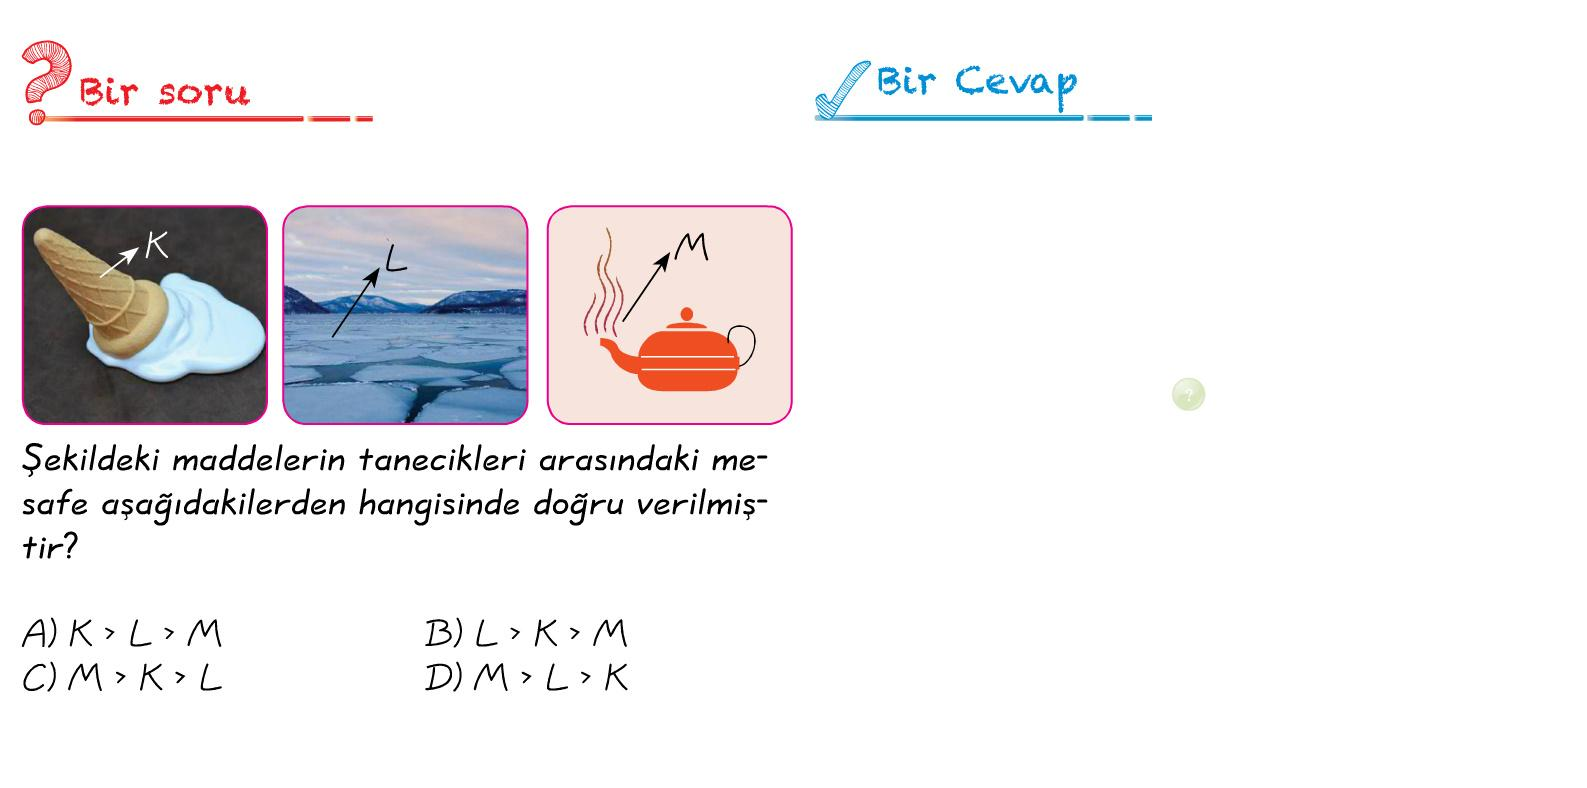 Bir soru
Bir Cevap
K
L
M
?
Şekildeki maddelerin tanecikleri arasındaki me-
safe aşağıdakilerden hangisinde doğru verilmiş-
tir?
A) K > L > M
B) L > K > M
C) M > K > L
D) M > L > K